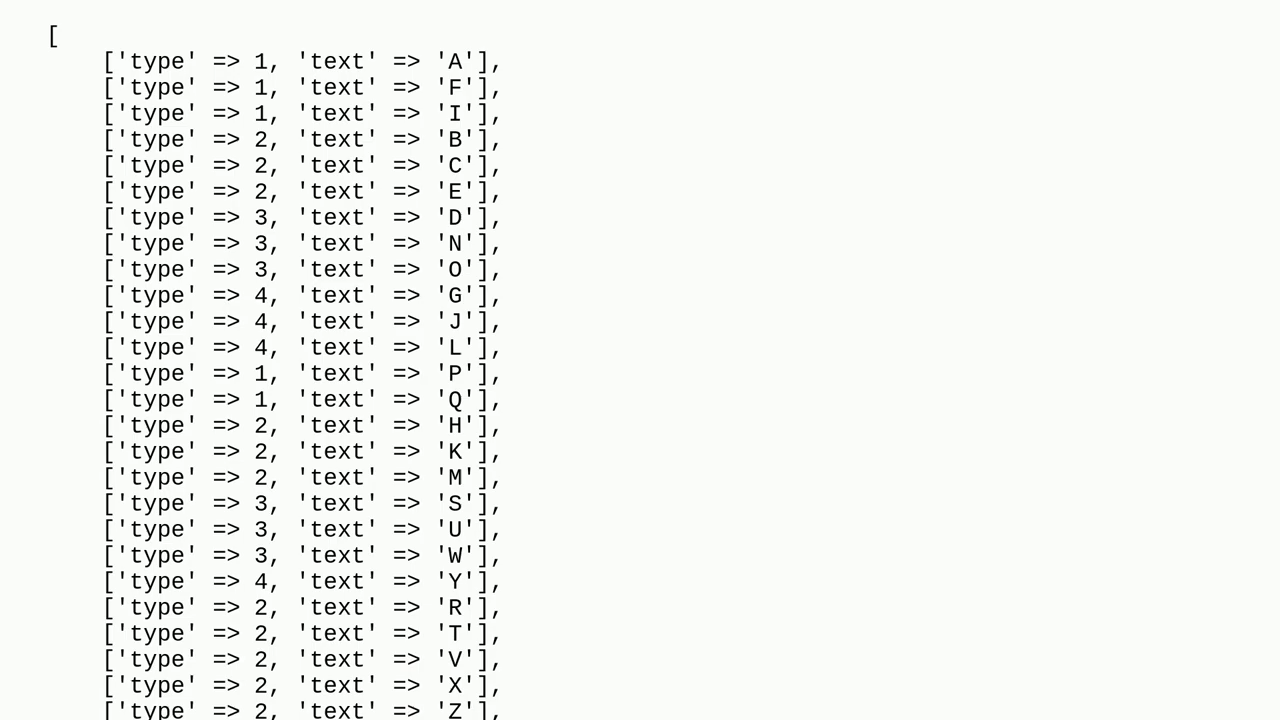 [
['type' => 1, 'text' => 'A'],
['type' => 1, 'text' => 'F'],
['type' => 1, 'text' => 'I'],
['type' => 2, 'text' => 'B'],
['type' => 2, 'text' => 'C'],
['type' => 2, 'text' => 'E'],
['type' => 3, 'text' => 'D'],
['type' => 3, 'text' => 'N'],
['type' => 3, 'text' => 'O'],
['type' => 4, 'text' => 'G'],
['type' => 4, 'text' => 'J'],
['type' => 4, 'text' => 'L'],
['type' => 1, 'text' => 'P'],
['type' => 1, 'text' => 'Q'],
['type' => 2, 'text' => 'H'],
['type' => 2, 'text' => 'K'],
['type' => 2, 'text' => 'M'],
['type' => 3, 'text' => 'S'],
['type' => 3, 'text' => 'U'],
['type' => 3, 'text' => 'W'],
['type' => 4, 'text' => 'Y'],
['type' => 2, 'text' => 'R'],
['type' => 2, 'text' => 'T'],
['type' => 2, 'text' => 'V'],
['type' => 2, 'text' => 'X'],
['type' => 2, 'text' => 'Z'],